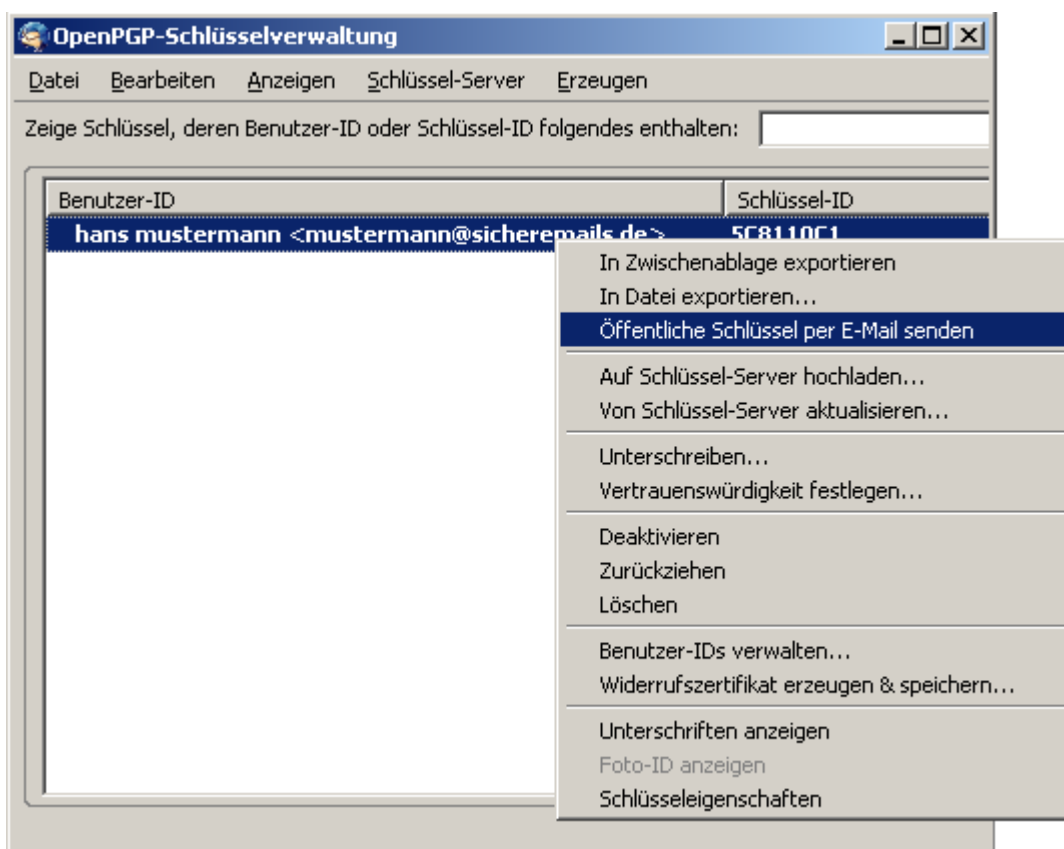 OpenPGP-Schlüsselverwaltung
Datei Bearbeiten Anzeigen Schlüssel-Server Erzeugen
Zeige Schlüssel, deren Benutzer-ID oder Schlüssel-ID folgendes enthalten:
Benutzer-ID Schlüssel-ID
hans mustermann <mustermann@sicheremails.de> 5C8110C1
In Zwischenablage exportieren
In Datei exportieren...
Öffentliche Schlüssel per E-Mail senden
Auf Schlüssel-Server hochladen...
Von Schlüssel-Server aktualisieren...
Unterschreiben...
Vertrauenswürdigkeit festlegen...
Deaktivieren
Zurückziehen
Löschen
Benutzer-IDs verwalten...
Widerrufszertifikat erzeugen & speichern...
Unterschriften anzeigen
Foto-ID anzeigen
Schlüsseleigenschaften